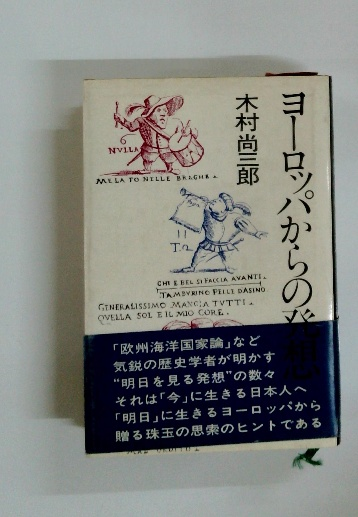 ヨーロッパからの発想
木村尚三郎
NVLLA
MELA TO NELLE BRAGHE.
CHI E BEL SI FACCIA AVANTI.
TAMBVRINO PELLE DASINO
GENERALISSIMO MANGIA TVTTI.
QVELLA SOL E IL MIO CORE.
「欧州海洋国家論」など
気鋭の歴史学者が明かす
“明日を見る発想”の数々
それは「今」に生きる日本人へ
「明日」に生きるヨーロッパから
贈る珠玉の思索のヒントである